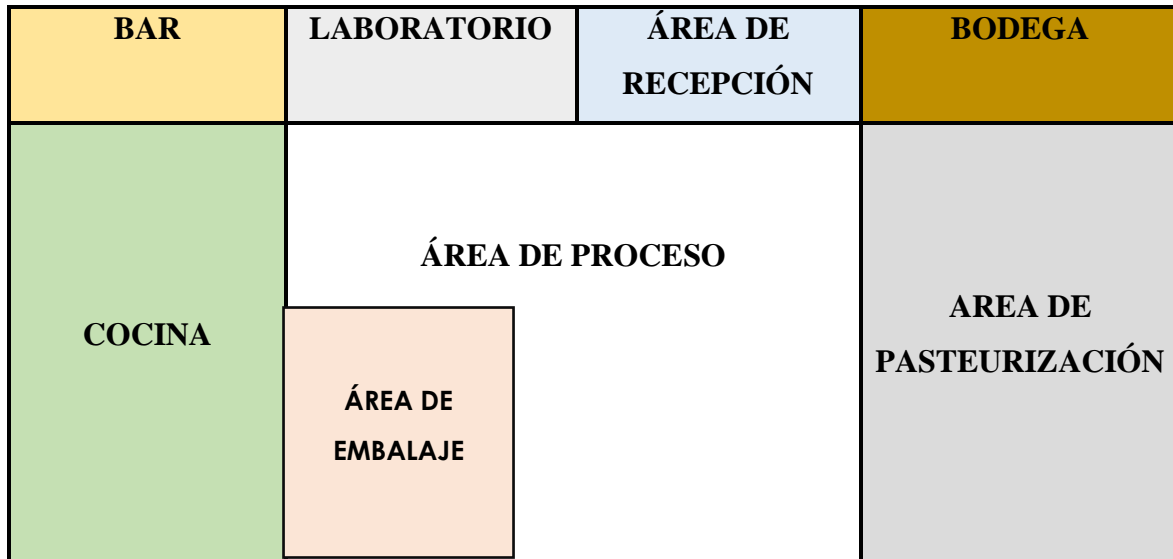 BAR
LABORATORIO
ÁREA DE
RECEPCIÓN
BODEGA
COCINA
ÁREA DE PROCESO
ÁREA DE
EMBALAJE
AREA DE
PASTEURIZACIÓN